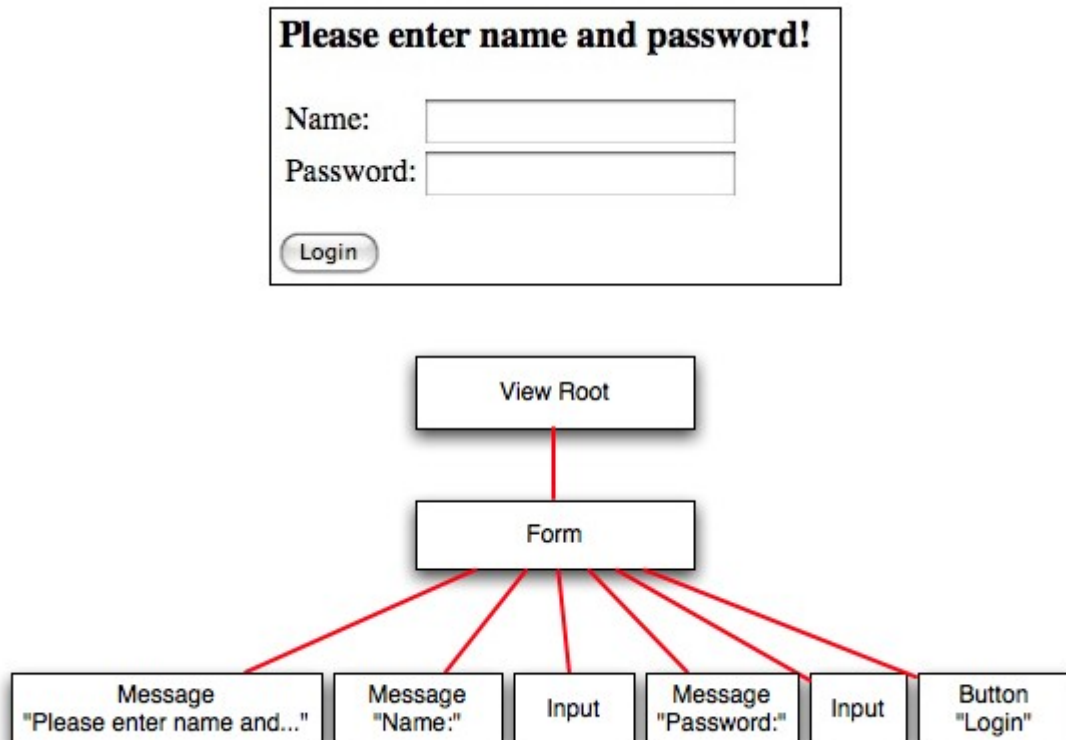 Please enter name and password!
Name:
Password:
Login
View Root
Form
Message
"Please enter name and..."
Message
"Name:"
Input
Message
"Password:"
Input
Button
"Login"